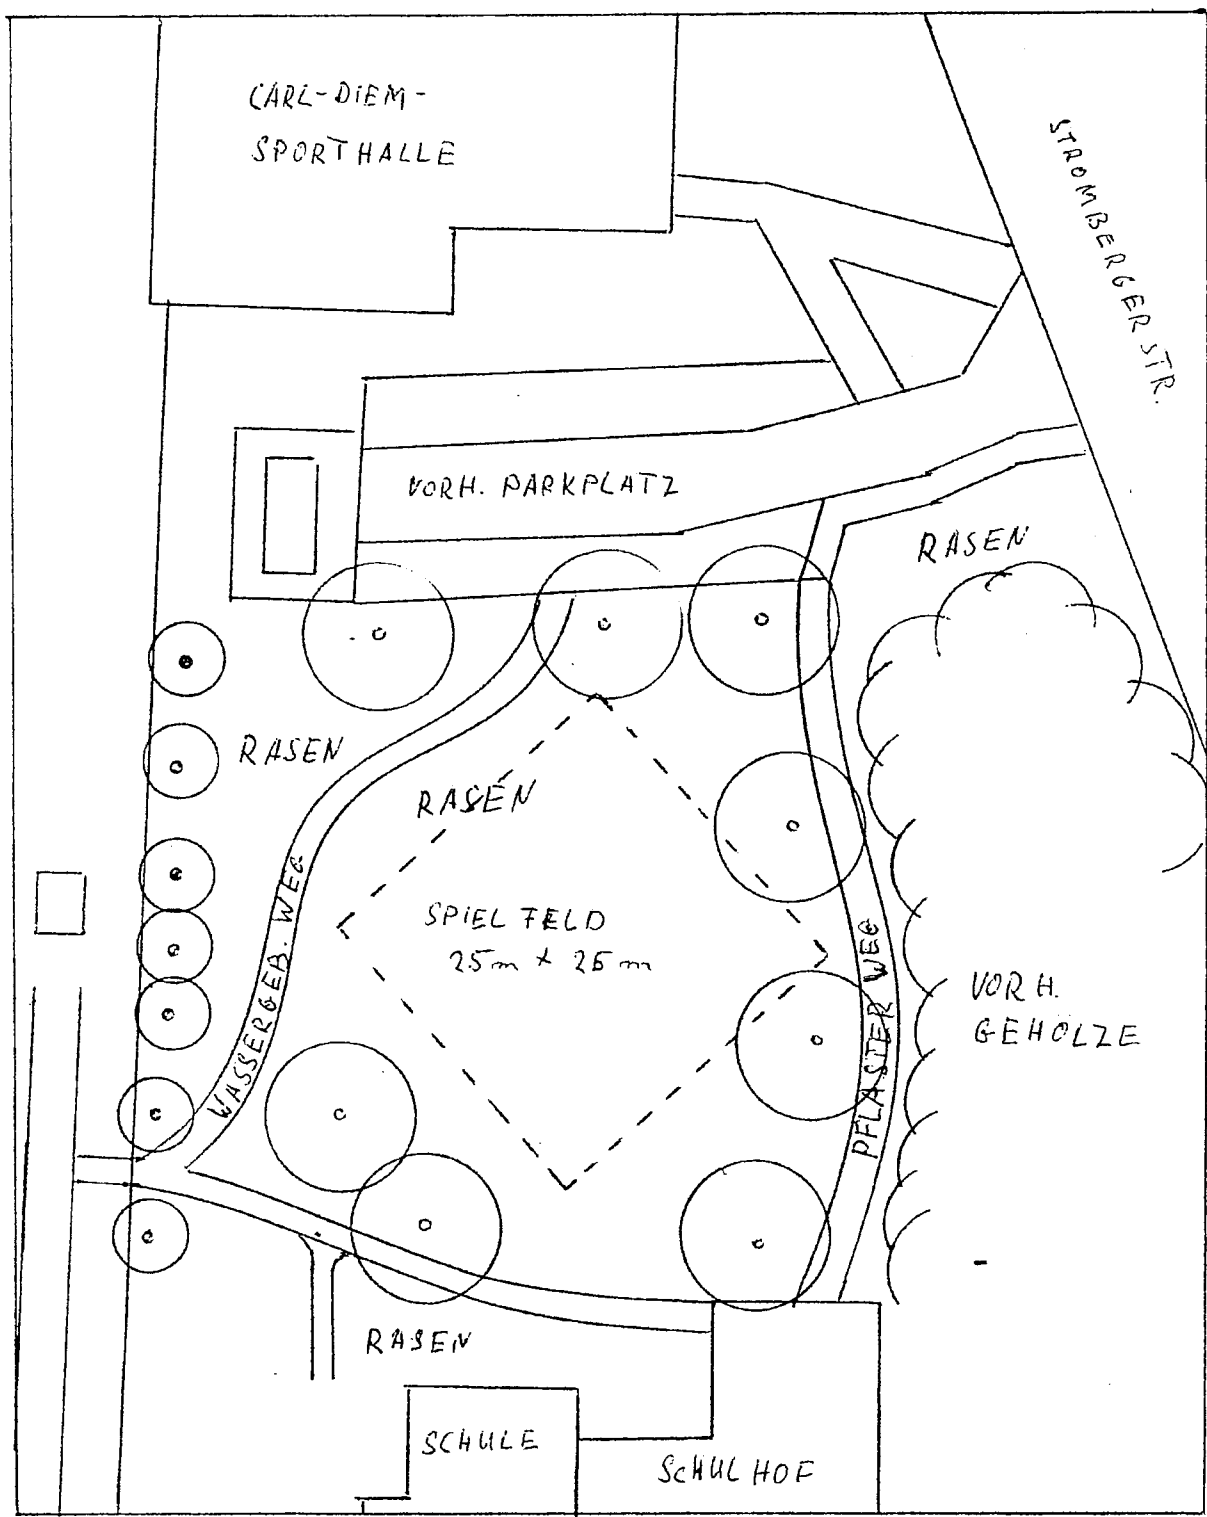 CARL-DIEM-
SPORTHALLE
STROMBERGER STR.
VORH. PARKPLATZ
RASEN
RASEN
RASEN
WASSERGEB. WEG
SPIELFELD
25m x 25m
PFLASTER WEG
VORH.
GEHÖLZE
RASEN
SCHULE
SCHULHOF